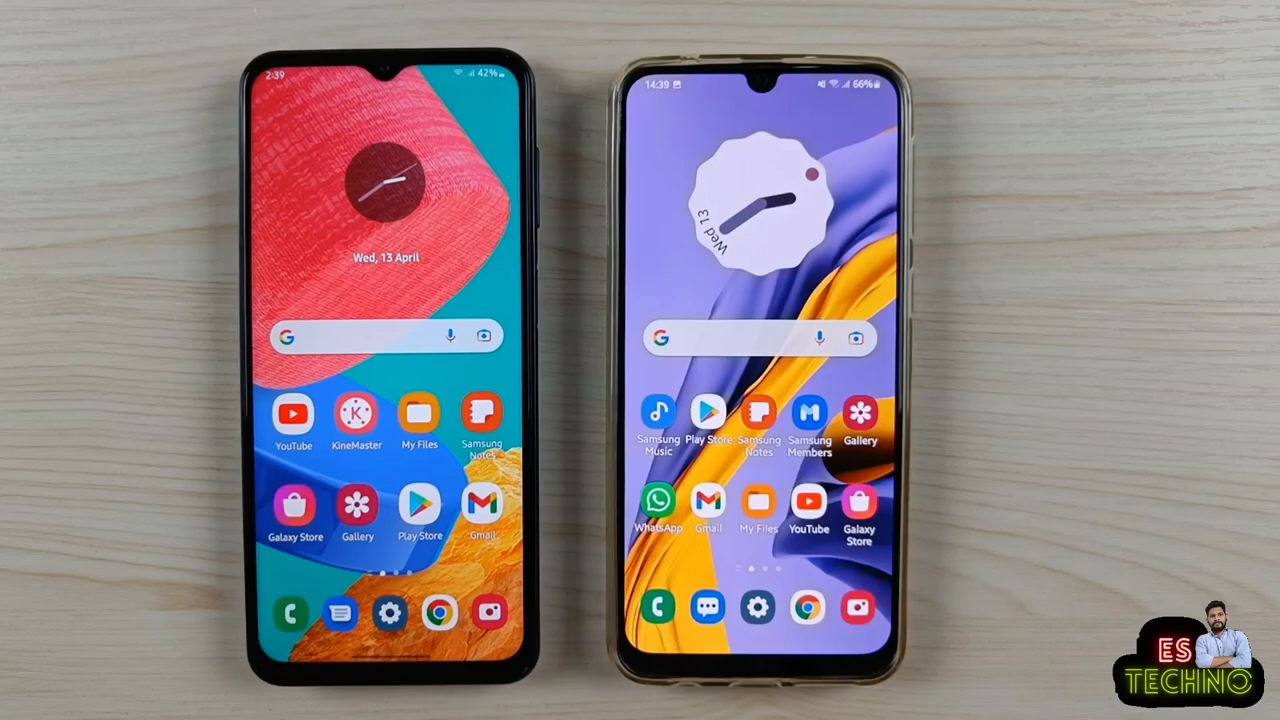 2:39
42%
Wed, 13 April
YouTube
KineMaster
My Files
Samsung
Notes
Galaxy Store
Gallery
Play Store
Gmail
14:39
66%
Wed 13
Samsung
Music
Play Store
Samsung
Notes
Samsung
Members
Gallery
WhatsApp
Gmail
My Files
YouTube
Galaxy
Store
ES
TECHNO